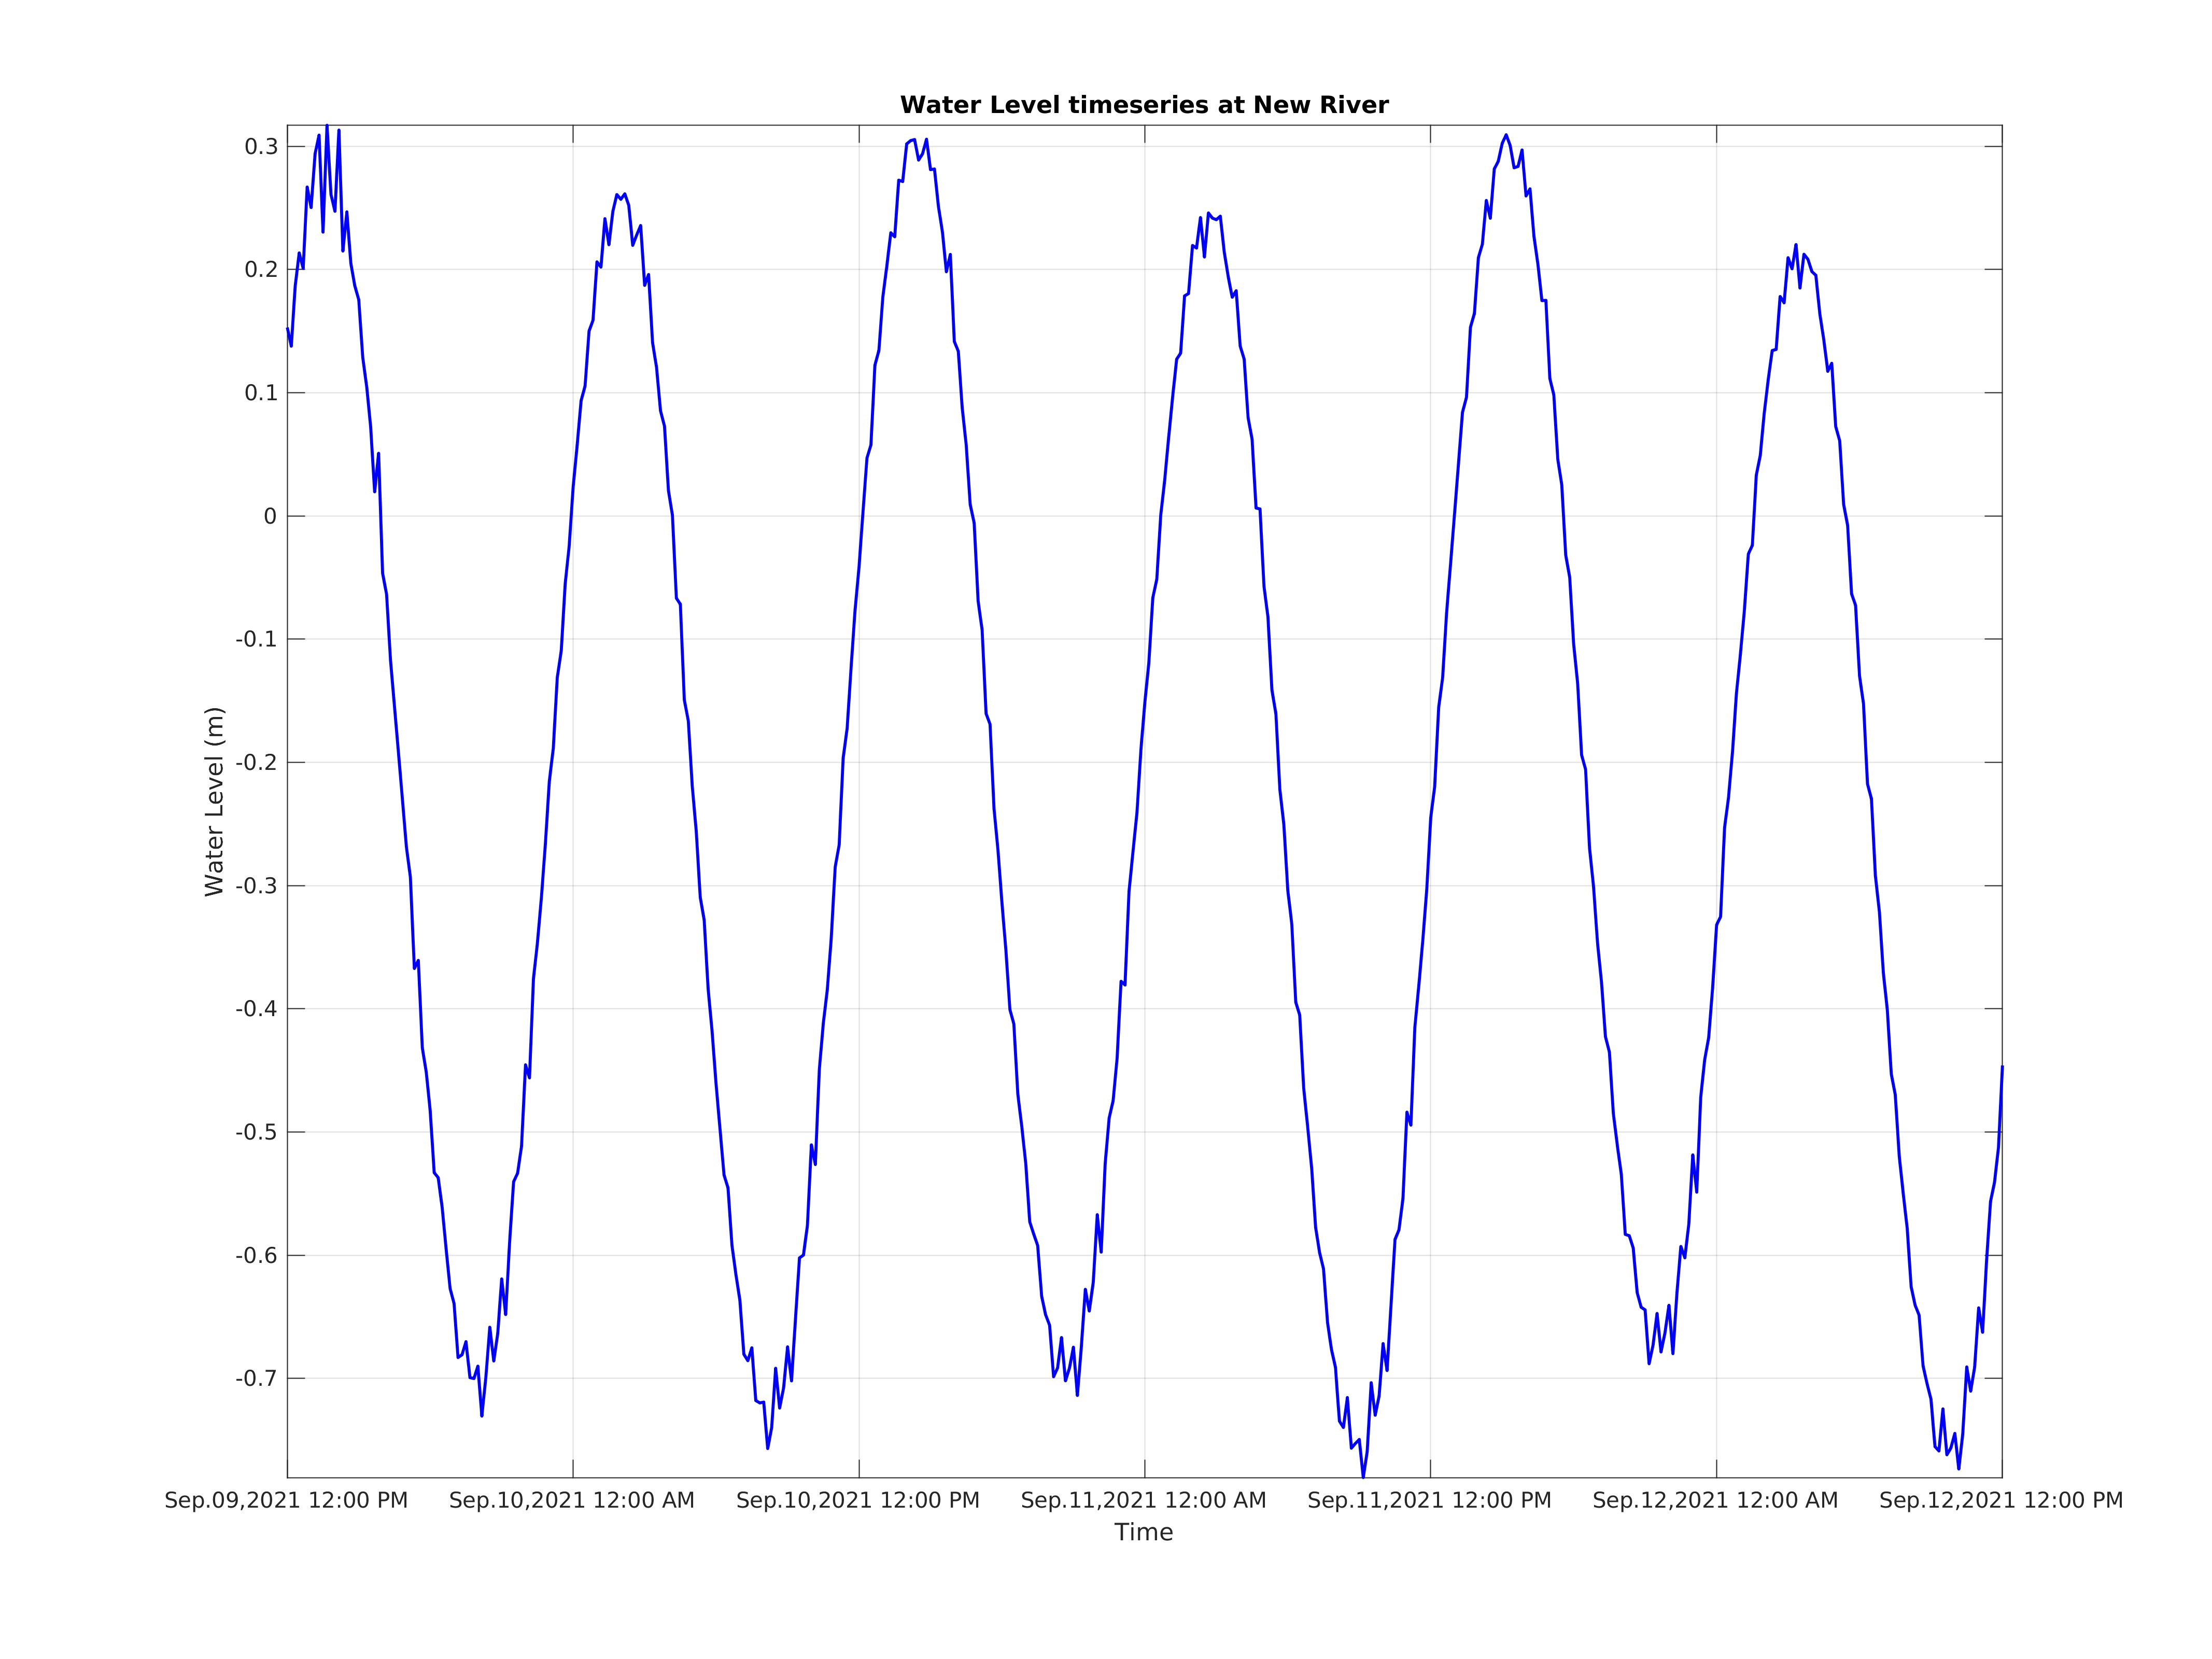 Water Level timeseries at New River
0.3
0.2
0.1
0
-0.1
-0.2
-0.3
-0.4
-0.5
-0.6
-0.7
Water Level (m)
Sep.09,2021 12:00 PM
Sep.10,2021 12:00 AM
Sep.10,2021 12:00 PM
Sep.11,2021 12:00 AM
Sep.11,2021 12:00 PM
Sep.12,2021 12:00 AM
Sep.12,2021 12:00 PM
Time